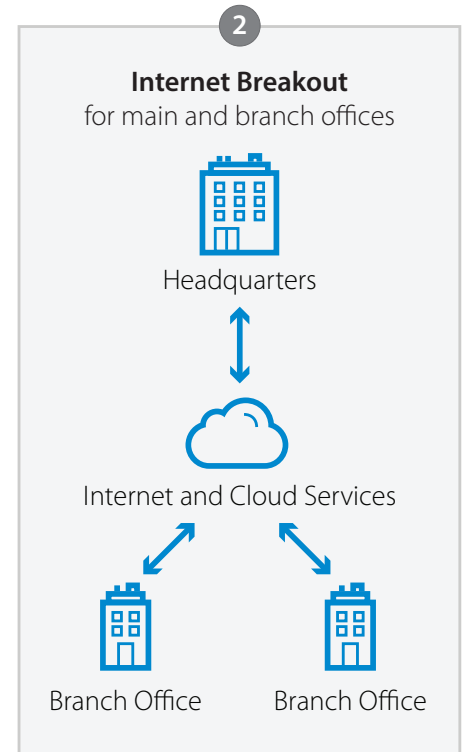 2
Internet Breakout
for main and branch offices
Headquarters
Internet and Cloud Services
Branch Office
Branch Office